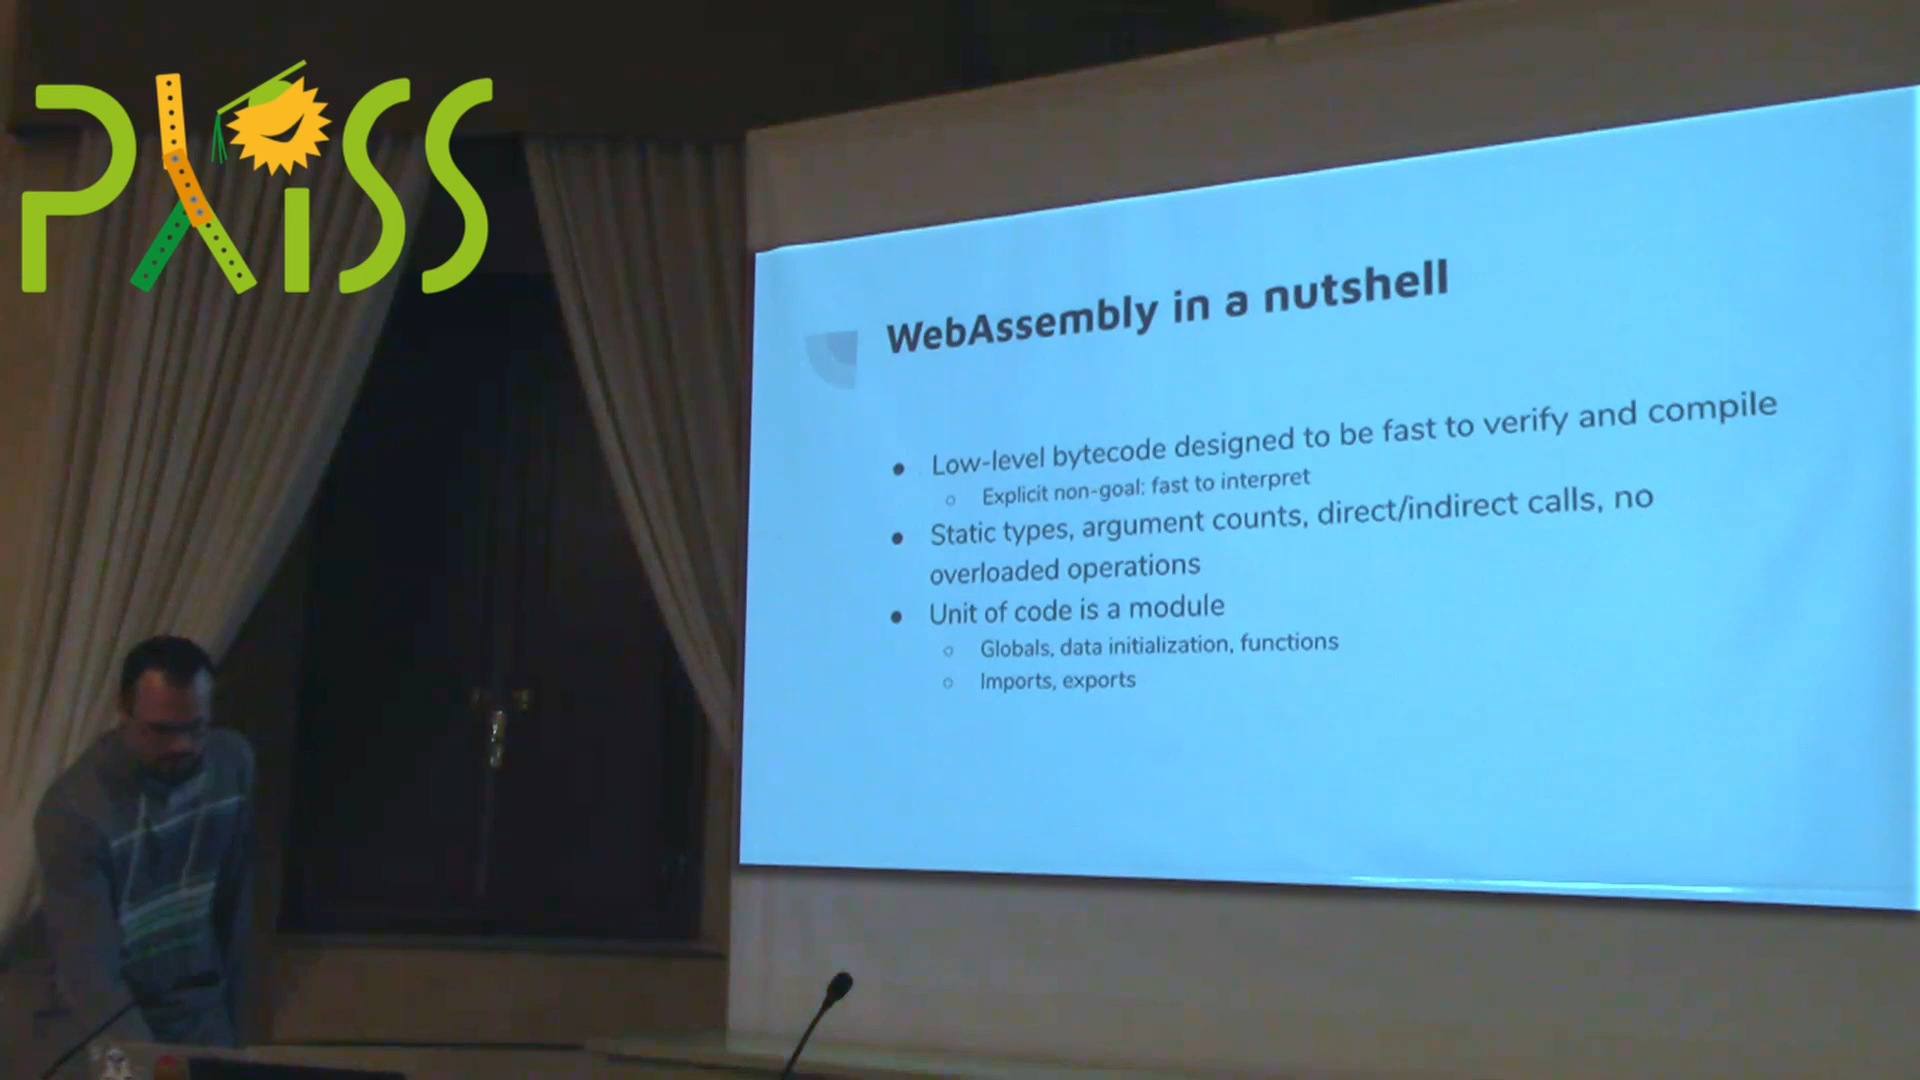 PLISS
WebAssembly in a nutshell
● Low-level bytecode designed to be fast to verify and compile
○ Explicit non-goal: fast to interpret
● Static types, argument counts, direct/indirect calls, no
overloaded operations
● Unit of code is a module
○ Globals, data initialization, functions
○ Imports, exports